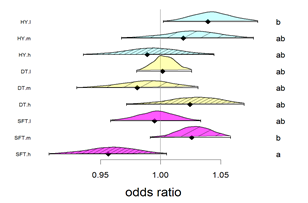 HY.l b
HY.m ab
HY.h ab
DT.l ab
DT.m ab
DT.h ab
SFT.l ab
SFT.m b
SFT.h a
0.95 1.00 1.05
odds ratio